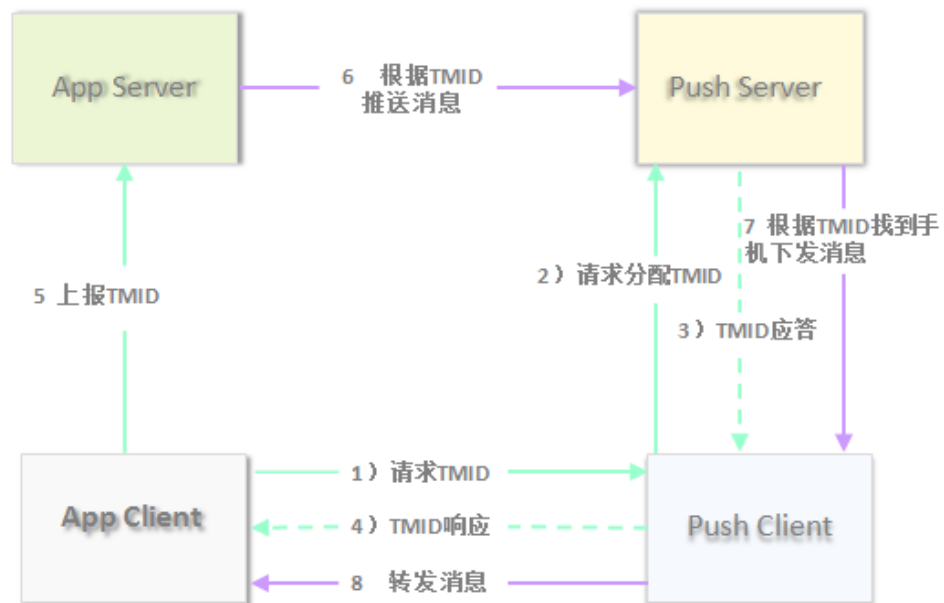 App Server
6 根据TMID
推送消息
Push Server
7 根据TMID找到手
机下发消息
2）请求分配TMID
5 上报TMID
3）TMID应答
1）请求TMID
App Client
4）TMID响应
Push Client
8 转发消息